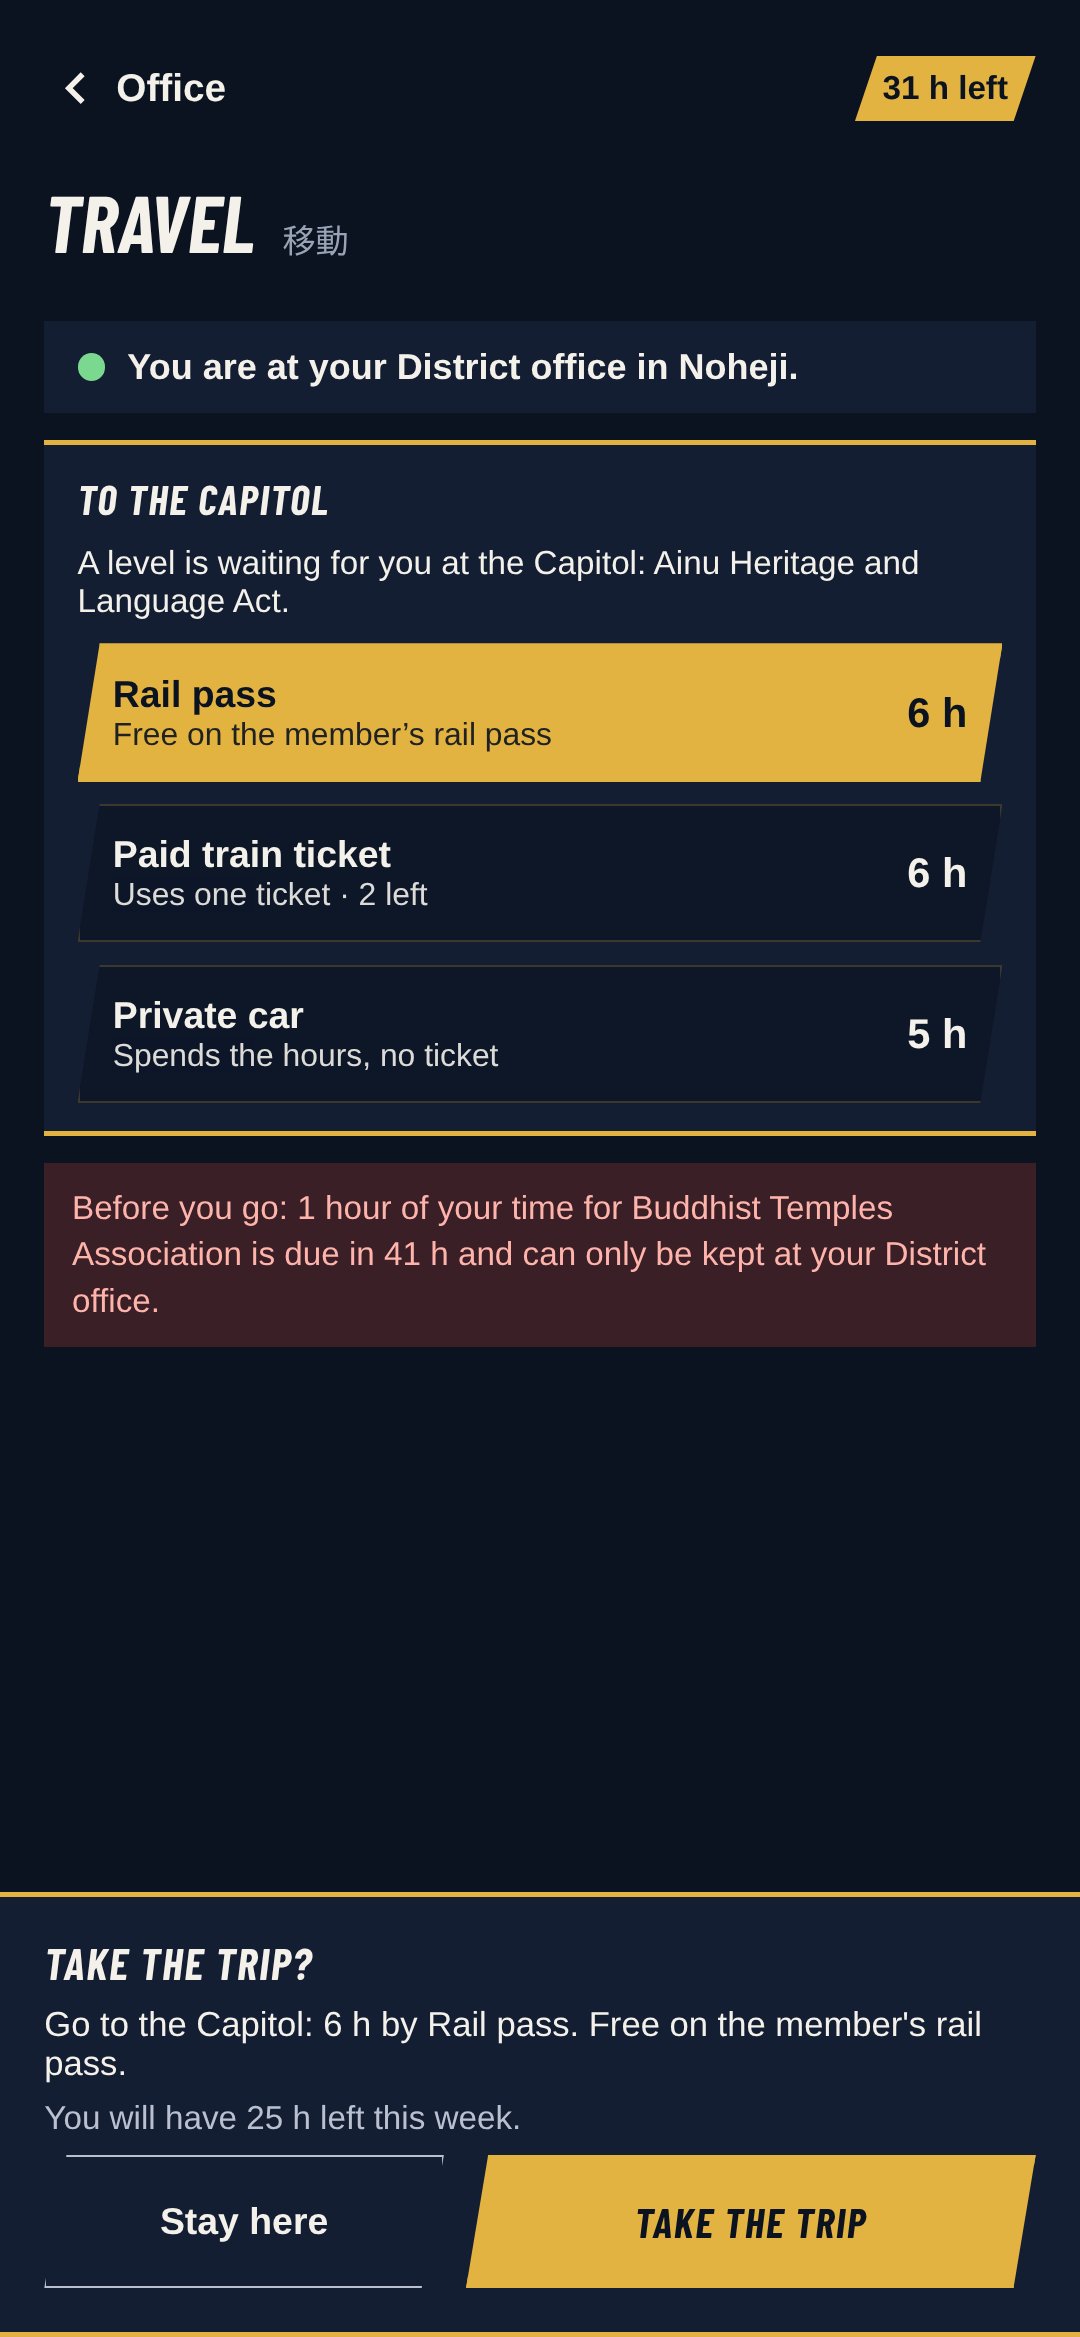 Office
31 h left
TRAVEL 移動
You are at your District office in Noheji.
TO THE CAPITOL
A level is waiting for you at the Capitol: Ainu Heritage and
Language Act.
Rail pass
Free on the member’s rail pass
6 h
Paid train ticket
Uses one ticket · 2 left
6 h
Private car
Spends the hours, no ticket
5 h
Before you go: 1 hour of your time for Buddhist Temples
Association is due in 41 h and can only be kept at your District
office.
TAKE THE TRIP?
Go to the Capitol: 6 h by Rail pass. Free on the member's rail
pass.
You will have 25 h left this week.
Stay here
TAKE THE TRIP